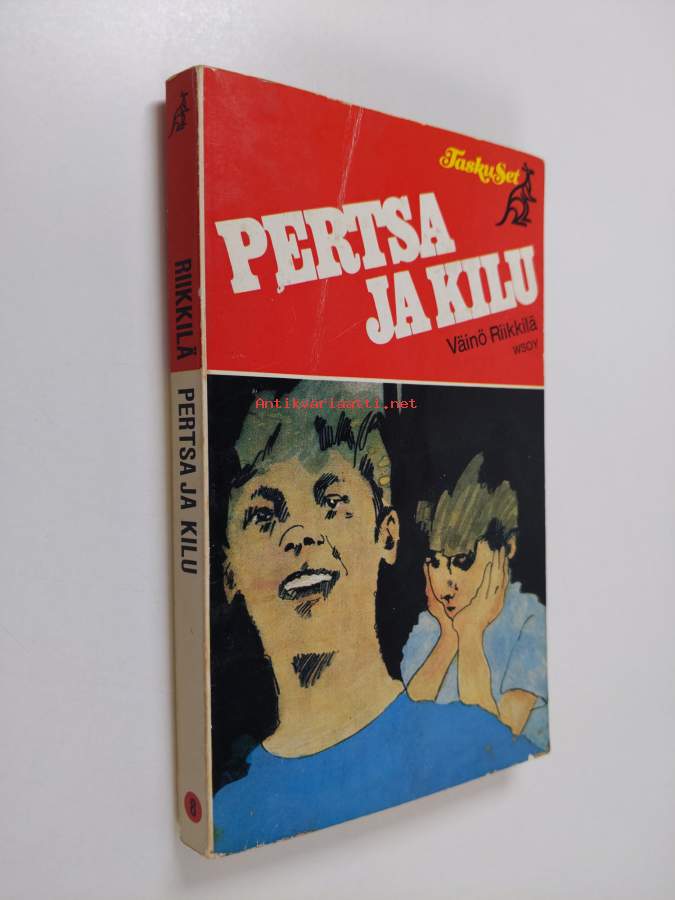 TaskuSet
PERTSA
JA KILU
Väinö Riikkilä
WSOY
Antikvariaatti.net
RIIKKILÄ PERTSA JA KILU
8